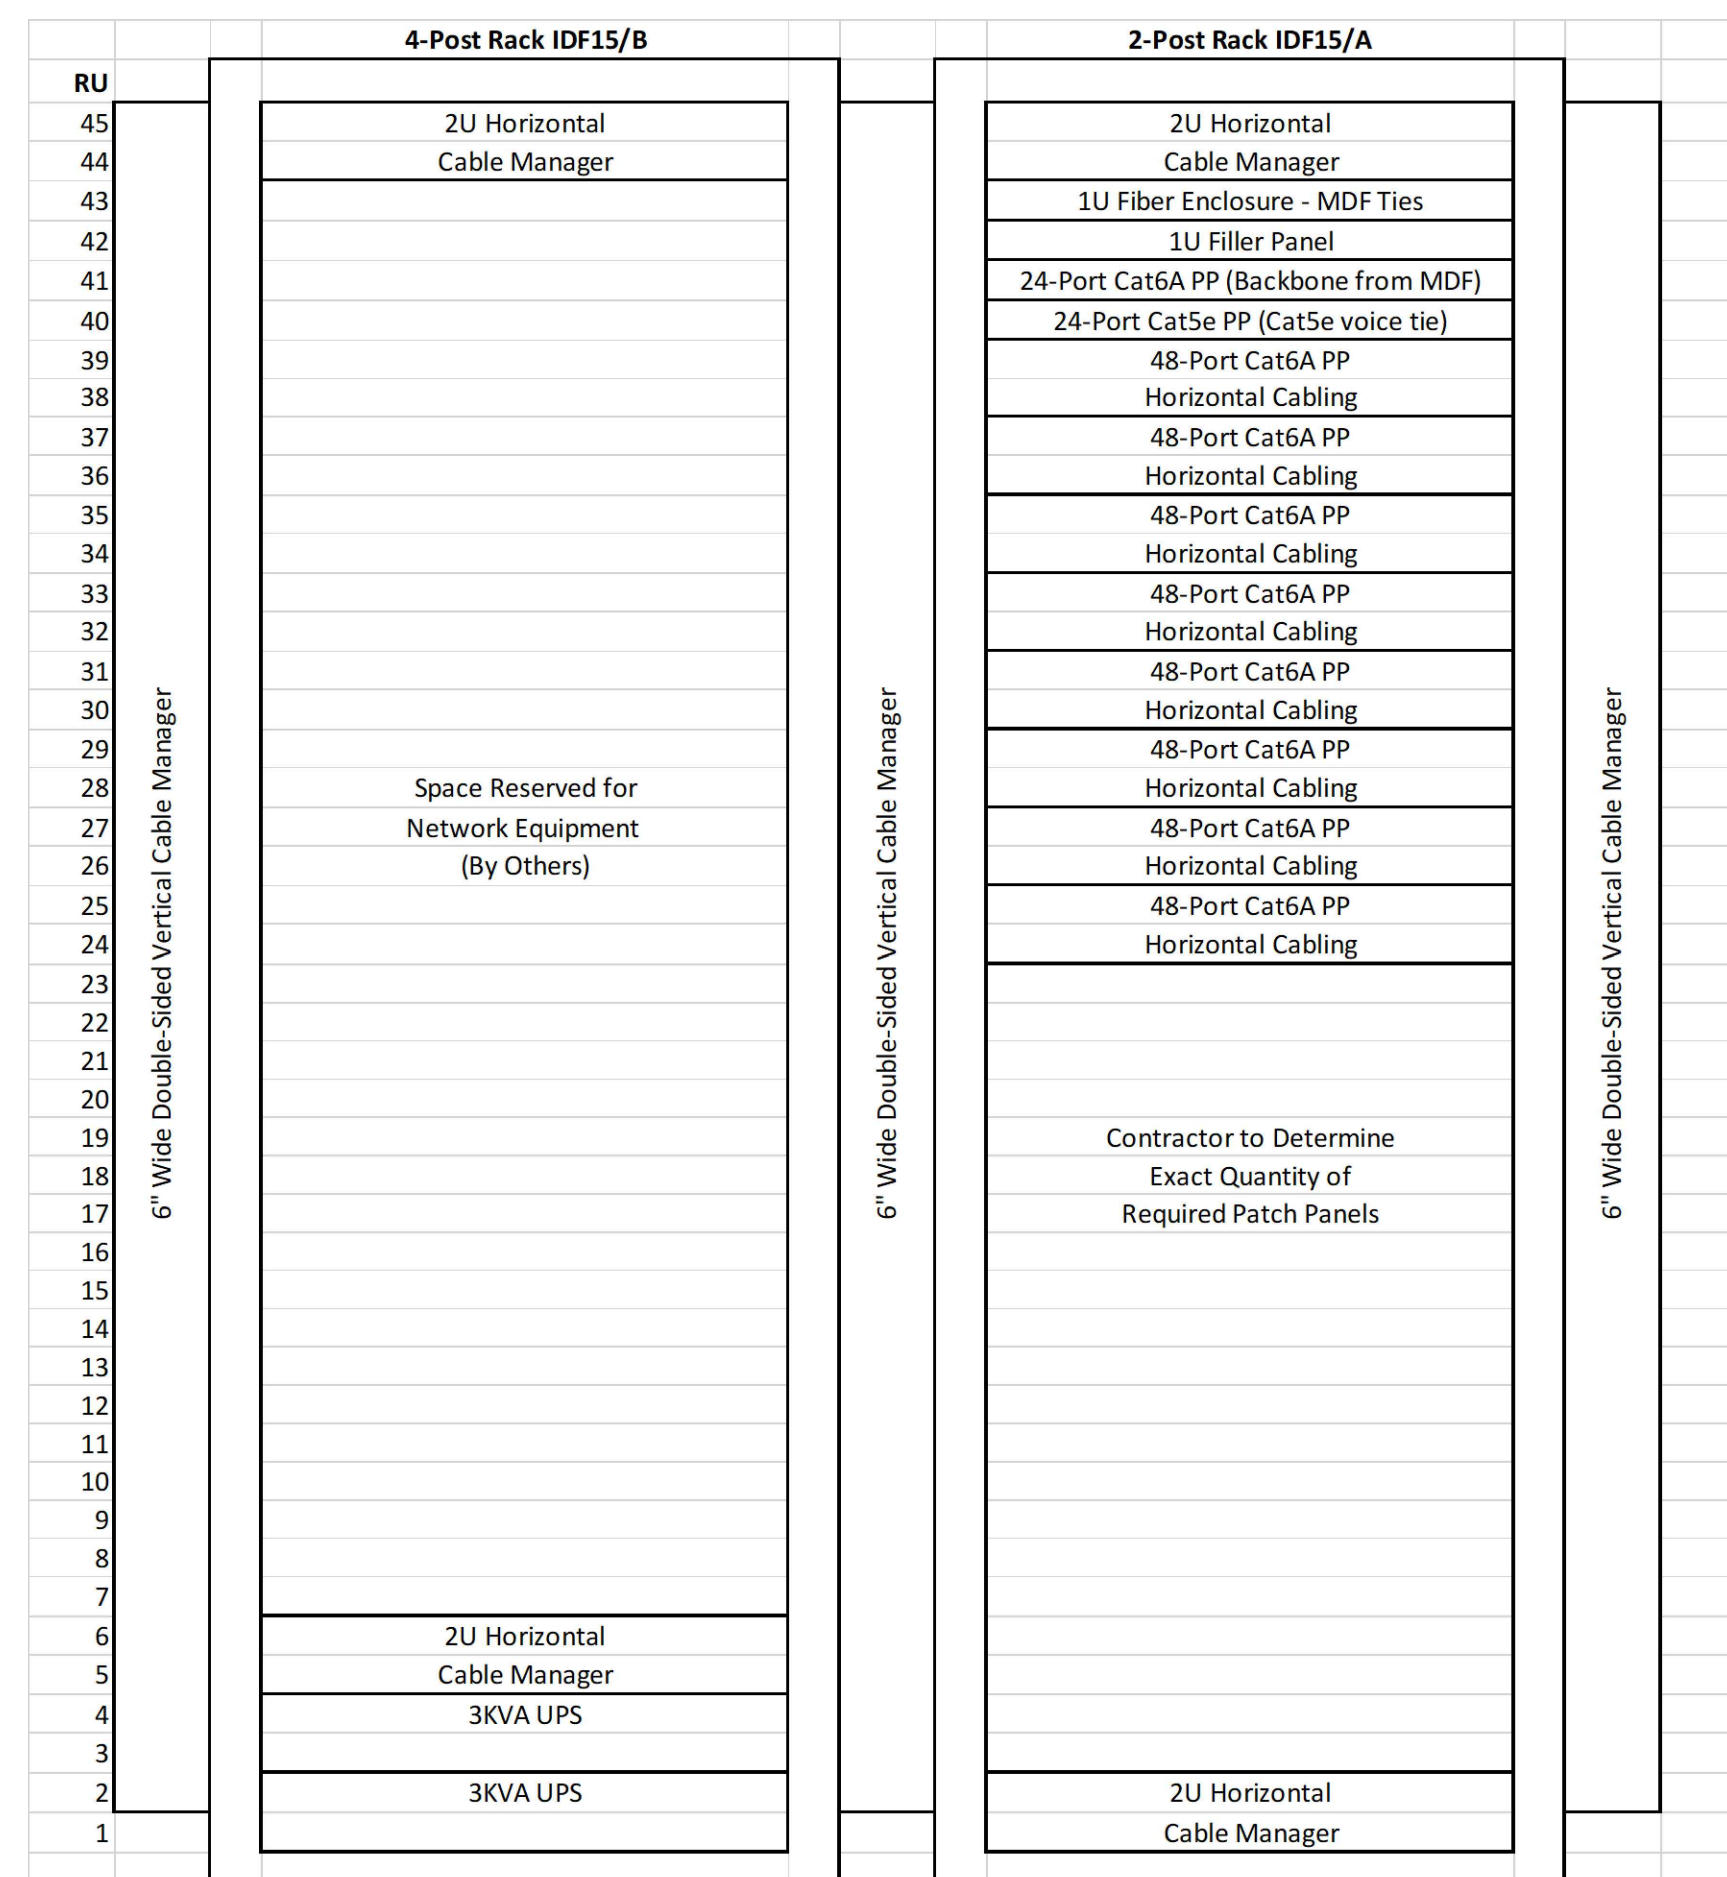 4-Post Rack IDF15/B 2-Post Rack IDF15/A
RU
45 2U Horizontal 2U Horizontal
44 Cable Manager Cable Manager
43 1U Fiber Enclosure - MDF Ties
42 1U Filler Panel
41 24-Port Cat6A PP (Backbone from MDF)
40 24-Port Cat5e PP (Cat5e voice tie)
39 48-Port Cat6A PP
38 Horizontal Cabling
37 48-Port Cat6A PP
36 Horizontal Cabling
35 48-Port Cat6A PP
34 Horizontal Cabling
33 48-Port Cat6A PP
32 Horizontal Cabling
31 48-Port Cat6A PP
30 Horizontal Cabling
29 48-Port Cat6A PP
28 Space Reserved for Horizontal Cabling
27 Network Equipment 48-Port Cat6A PP
26 (By Others) Horizontal Cabling
25 48-Port Cat6A PP
24 Horizontal Cabling
23
22
21
20
19 Contractor to Determine
18 Exact Quantity of
17 Required Patch Panels
16
15
14
13
12
11
10
9
8
7
6 2U Horizontal
5 Cable Manager
4 3KVA UPS
3
2 3KVA UPS 2U Horizontal
1 Cable Manager
6" Wide Double-Sided Vertical Cable Manager
6" Wide Double-Sided Vertical Cable Manager
6" Wide Double-Sided Vertical Cable Manager